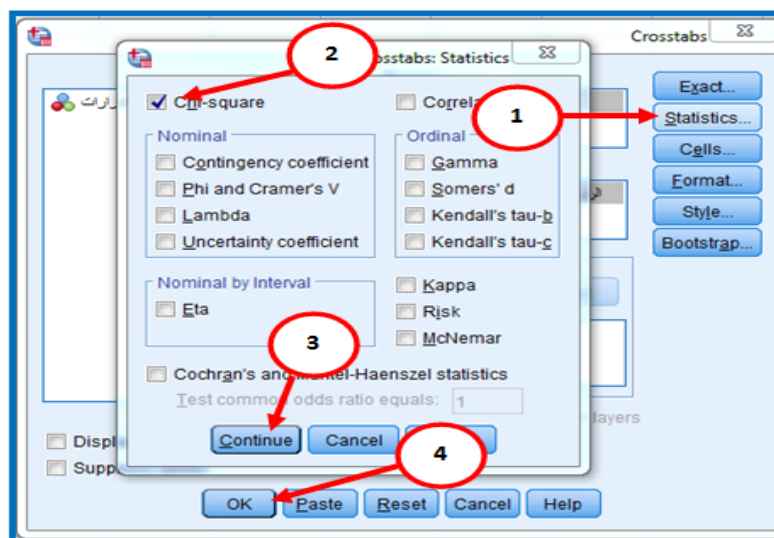 Crosstabs
2
osstabs: Statistics
Exact...
Statistics...
Cells...
Format...
Style...
Bootstrap...
1
Chi-square
Correla
Nominal
Contingency coefficient
Phi and Cramer's V
Lambda
Uncertainty coefficient
Ordinal
Gamma
Somers' d
Kendall's tau-b
Kendall's tau-c
Nominal by Interval
Eta
Kappa
Risk
McNemar
3
Cochran's and Mantel-Haenszel statistics
Test common odds ratio equals: 1
layers
Continue Cancel
Displ
4
Supp
OK Paste Reset Cancel Help